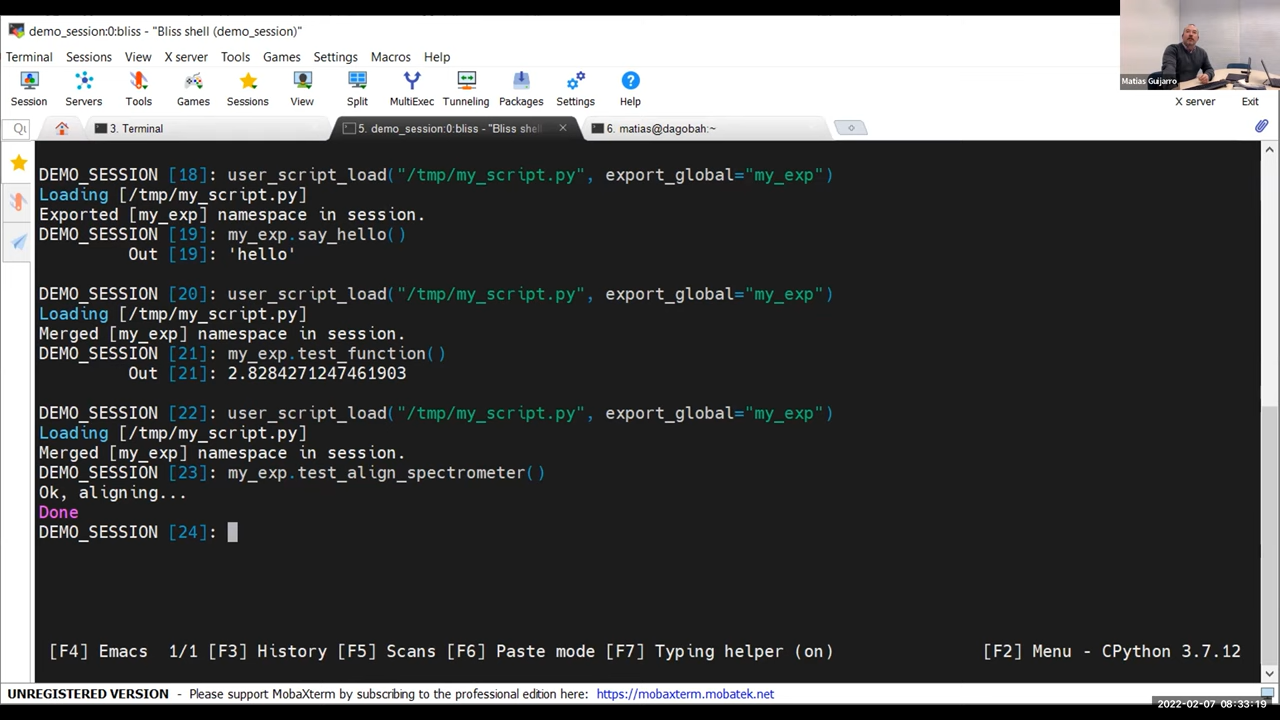 demo_session:0:bliss - "Bliss shell (demo_session)"
Terminal Sessions View X server Tools Games Settings Macros Help
Session Servers Tools Games Sessions View Split MultiExec Tunneling Packages Settings Help
X server Exit
Matias Guijarro
3. Terminal
5. demo_session:0:bliss - "Bliss shell
6. matias@dagobah:~
DEMO_SESSION [18]: user_script_load("/tmp/my_script.py", export_global="my_exp")
Loading [/tmp/my_script.py]
Exported [my_exp] namespace in session.
DEMO_SESSION [19]: my_exp.say_hello()
Out [19]: 'hello'
DEMO_SESSION [20]: user_script_load("/tmp/my_script.py", export_global="my_exp")
Loading [/tmp/my_script.py]
Merged [my_exp] namespace in session.
DEMO_SESSION [21]: my_exp.test_function()
Out [21]: 2.8284271247461903
DEMO_SESSION [22]: user_script_load("/tmp/my_script.py", export_global="my_exp")
Loading [/tmp/my_script.py]
Merged [my_exp] namespace in session.
DEMO_SESSION [23]: my_exp.test_align_spectrometer()
Ok, aligning...
Done
DEMO_SESSION [24]:
[F4] Emacs 1/1 [F3] History [F5] Scans [F6] Paste mode [F7] Typing helper (on) [F2] Menu - CPython 3.7.12
UNREGISTERED VERSION - Please support MobaXterm by subscribing to the professional edition here: https://mobaxterm.mobatek.net
2022-02-07 08:33:19